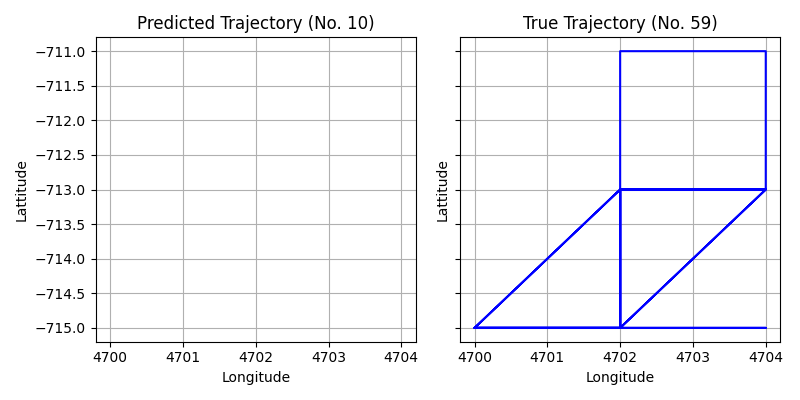 Predicted Trajectory (No. 10)
Lattitude
−711.0
−711.5
−712.0
−712.5
−713.0
−713.5
−714.0
−714.5
−715.0
4700 4701 4702 4703 4704
Longitude
True Trajectory (No. 59)
Lattitude
4700 4701 4702 4703 4704
Longitude